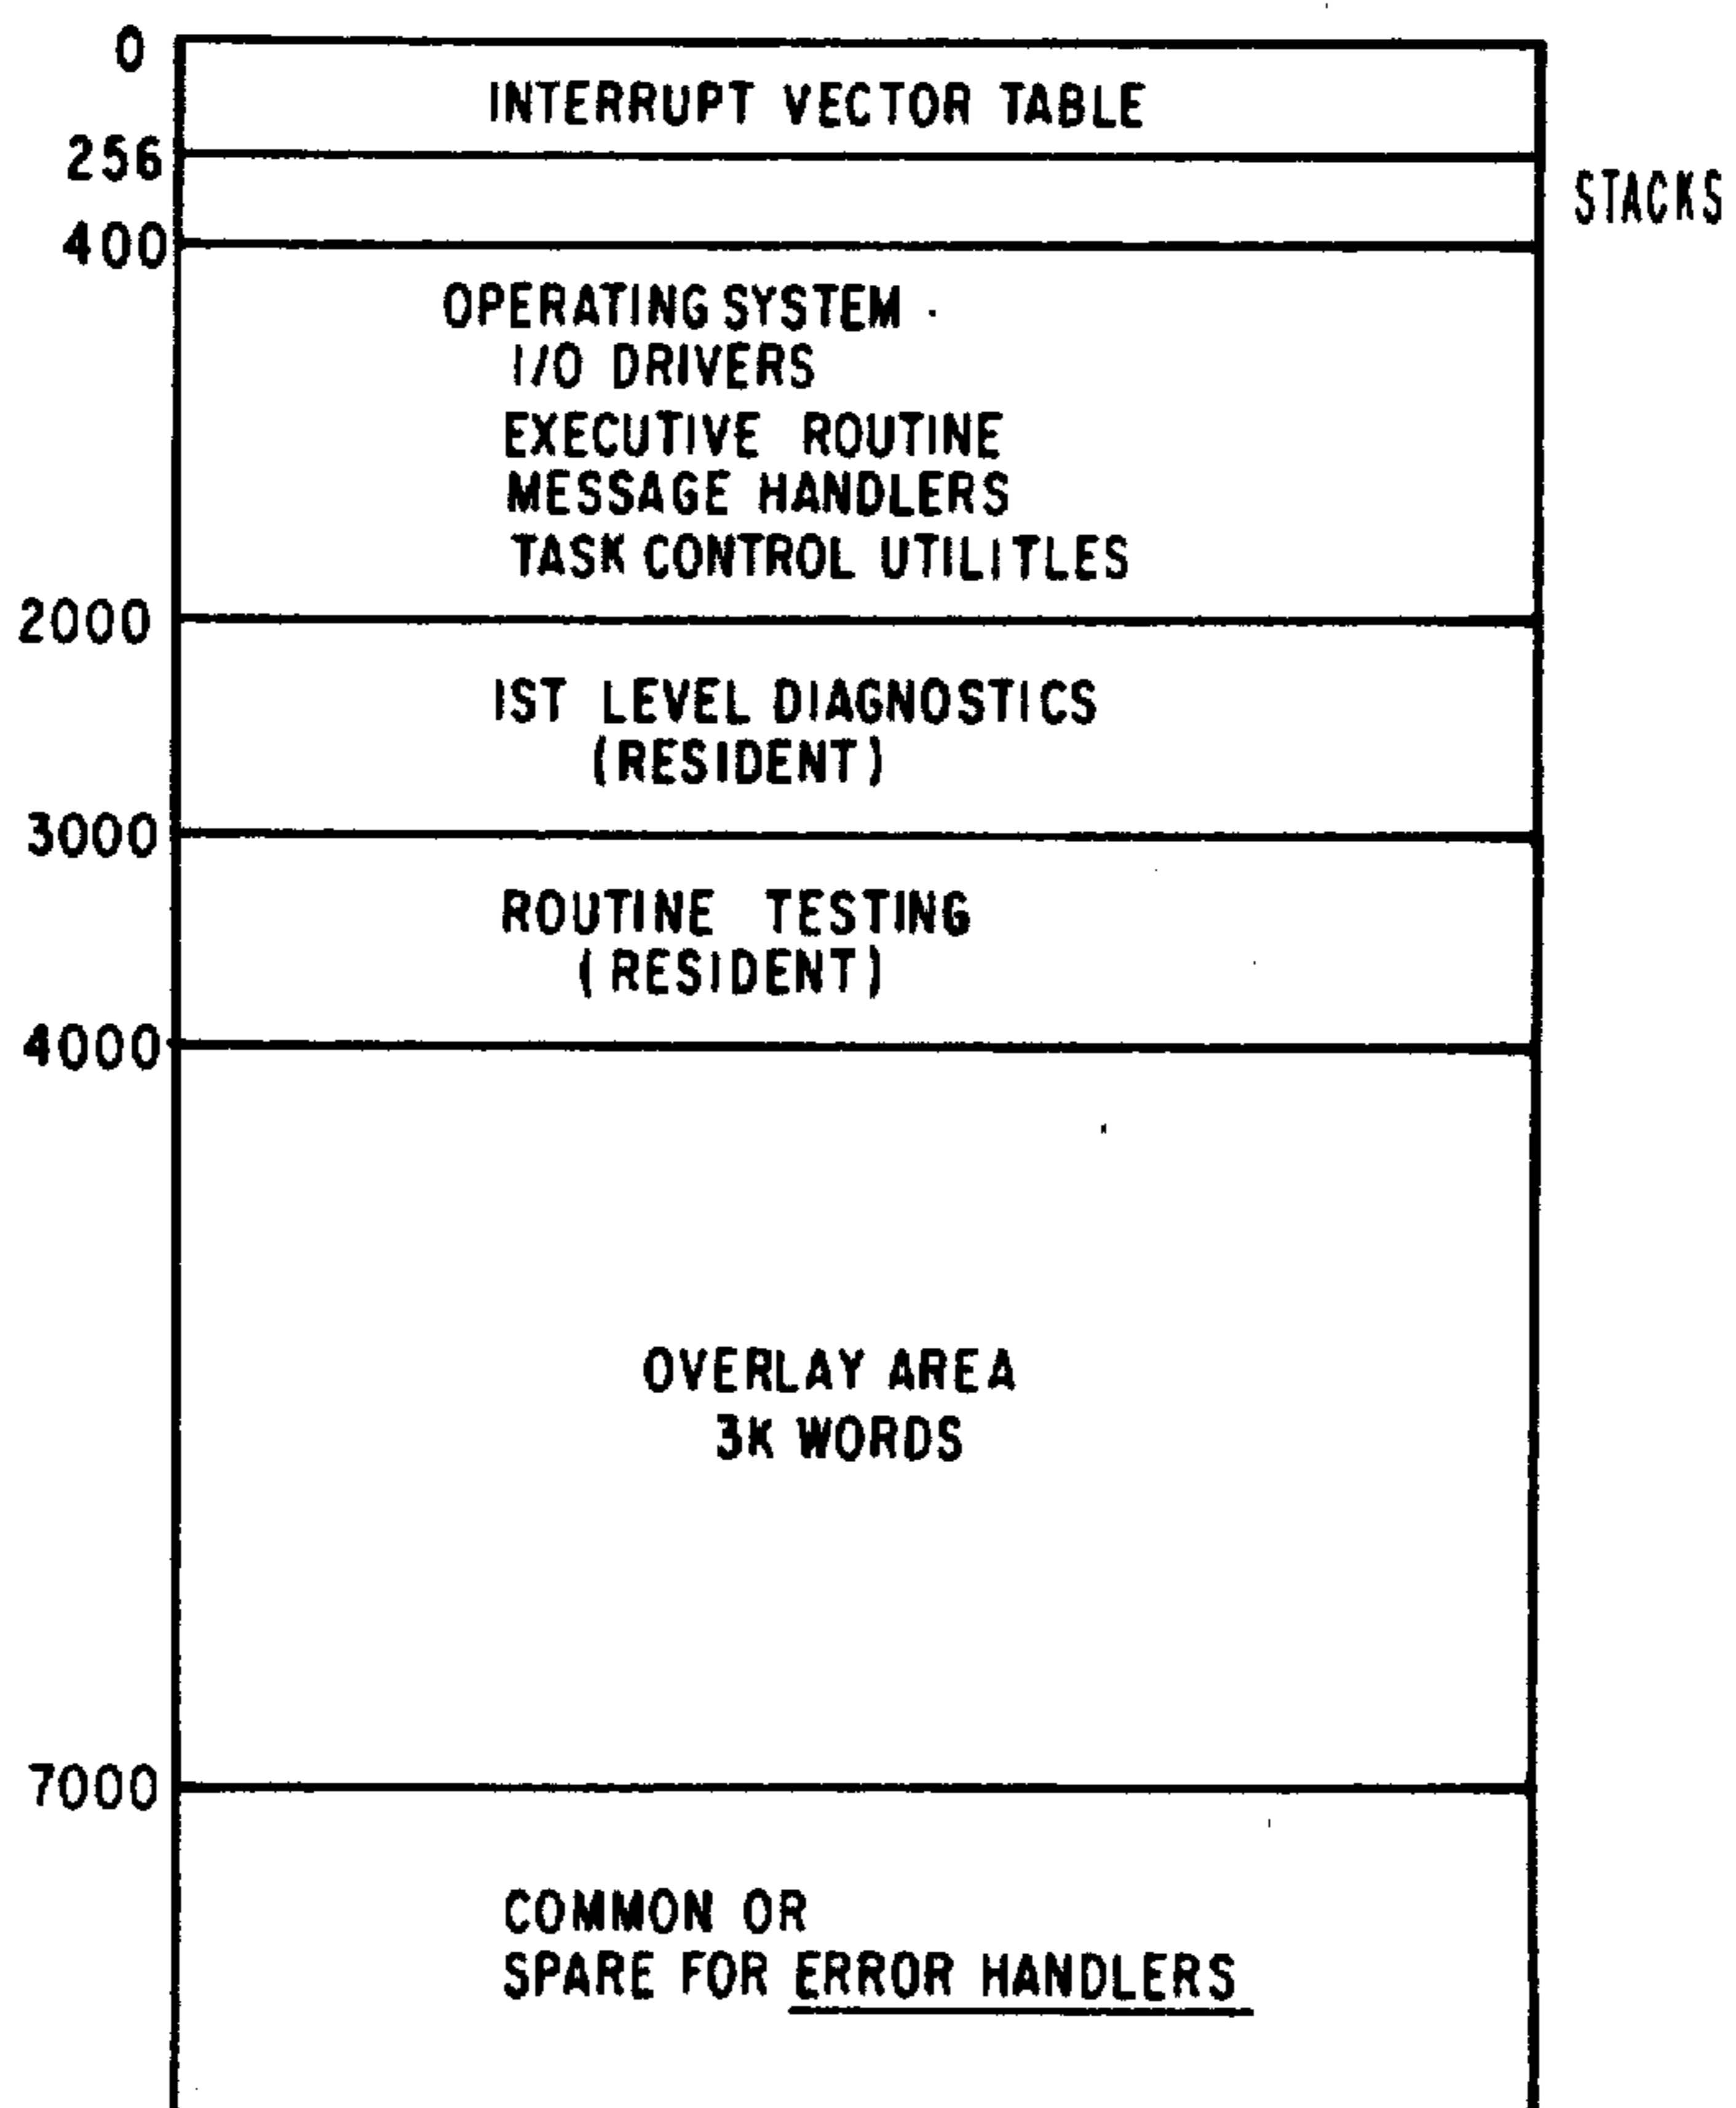 0
INTERRUPT VECTOR TABLE
256
STACKS
400
OPERATING SYSTEM
I/O DRIVERS
EXECUTIVE ROUTINE
MESSAGE HANDLERS
TASK CONTROL UTILITLES
2000
IST LEVEL DIAGNOSTICS
(RESIDENT)
3000
ROUTINE TESTING
(RESIDENT)
4000
OVERLAY AREA
3K WORDS
7000
COMMON OR
SPARE FOR ERROR HANDLERS